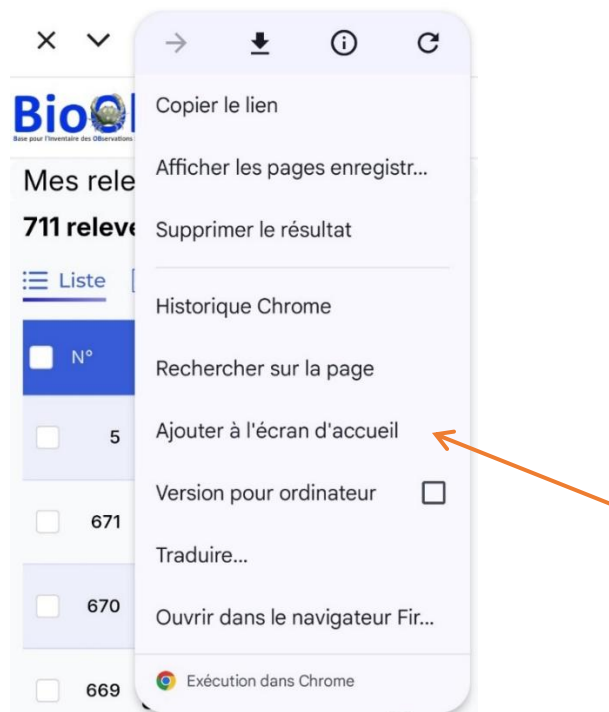 Copier le lien
Bio
Base pour l'Inventaire des OBservations
Afficher les pages enregistr...
Mes rele
711 releve
Supprimer le résultat
Liste
Historique Chrome
N°
Rechercher sur la page
5
Ajouter à l'écran d'accueil
671
Version pour ordinateur
Traduire...
670
Ouvrir dans le navigateur Fir...
669
Exécution dans Chrome